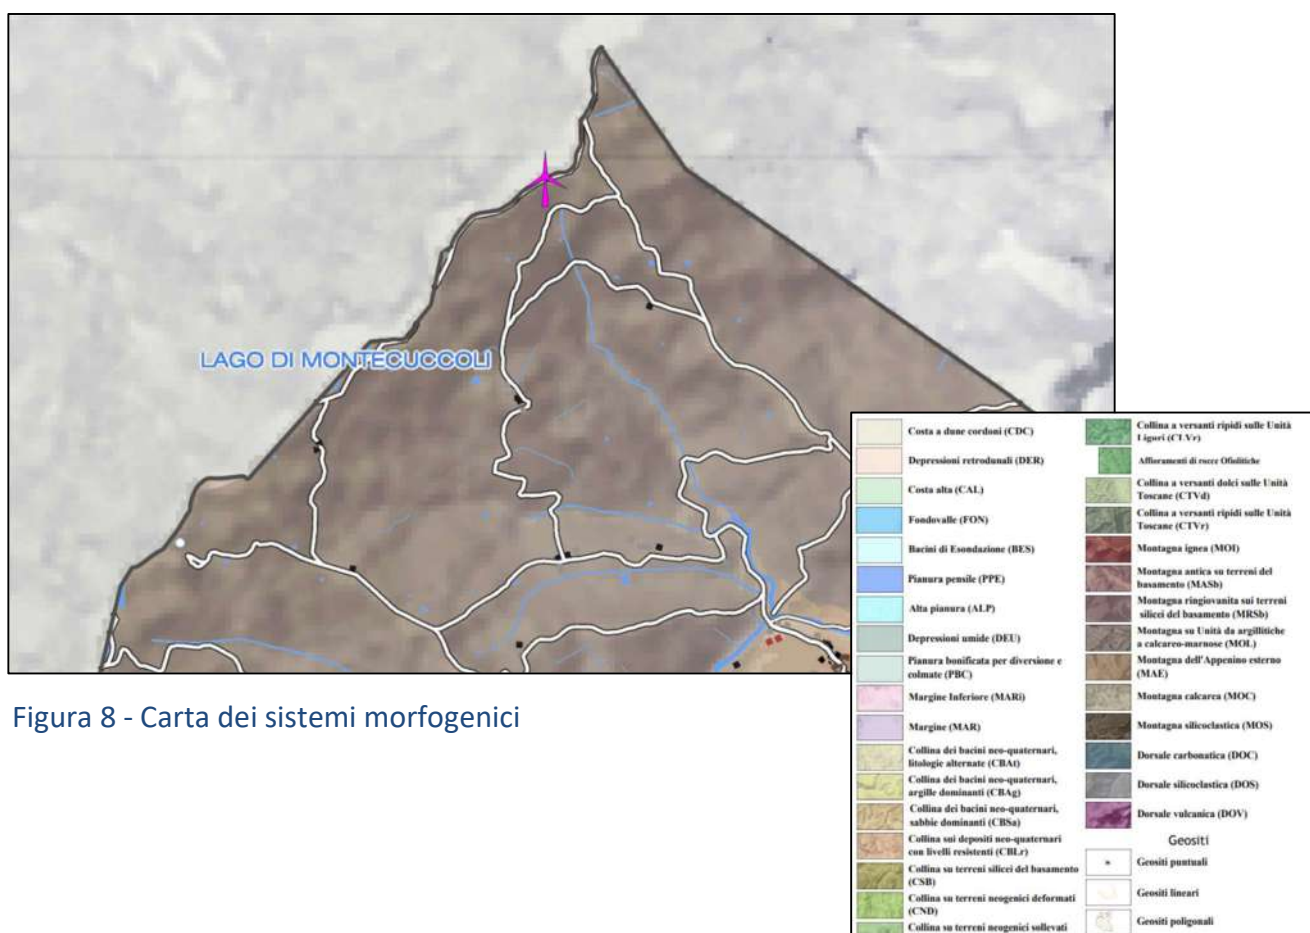 LAGO DI MONTECUCCOLI
Costa a dune cordoni (CDC)
Depressioni retrodunali (DER)
Costa alta (CAL)
Fondovalle (FON)
Bacini di Esondazione (BES)
Pianura pensile (PPE)
Alta pianura (ALP)
Depressioni umide (DEU)
Pianura bonificata per diversione e
colmate (PBC)
Margine Inferiore (MARi)
Margine (MAR)
Collina dei bacini neo-quaternari,
litologie alternate (CBAt)
Collina dei bacini neo-quaternari,
argille dominanti (CBAg)
Collina dei bacini neo-quaternari,
sabbie dominanti (CBSa)
Collina sui depositi neo-quaternari
con livelli resistenti (CBLr)
Collina su terreni silicei del basamento
(CSB)
Collina su terreni neogenici deformati
(CND)
Collina su terreni neogenici sollevati
Collina a versanti ripidi sulle Unità
Liguri (CLVr)
Affioramenti di rocce Ofiolitiche
Collina a versanti dolci sulle Unità
Toscane (CTVd)
Collina a versanti ripidi sulle Unità
Toscane (CTVr)
Montagna ignea (MOI)
Montagna antica su terreni del
basamento (MASb)
Montagna ringiovanita sui terreni
silicei del basamento (MRSb)
Montagna su Unità da argillitiche
a calcareo-marnose (MOL)
Montagna dell'Appenino esterno
(MAE)
Montagna calcarea (MOC)
Montagna silicoclastica (MOS)
Dorsale carbonatica (DOC)
Dorsale silicoclastica (DOS)
Dorsale vulcanica (DOV)
Geositi
Geositi puntuali
Geositi lineari
Geositi poligonali
Figura 8 - Carta dei sistemi morfogenici